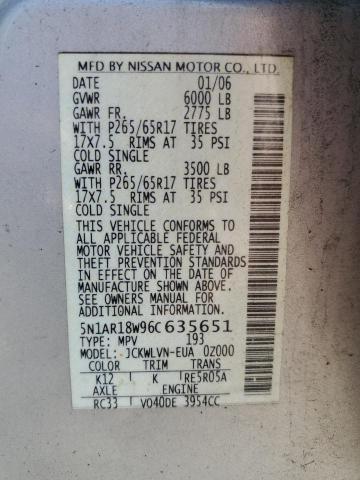 MFD BY NISSAN MOTOR CO., LTD.
DATE 01/06
GVWR 6000 LB
GAWR FR. 2775 LB
WITH P265/65R17 TIRES
17X7.5 RIMS AT 35 PSI
COLD SINGLE
GAWR RR. 3500 LB
WITH P265/65R17 TIRES
17X7.5 RIMS AT 35 PSI
COLD SINGLE
THIS VEHICLE CONFORMS TO
ALL APPLICABLE FEDERAL
MOTOR VEHICLE SAFETY AND
THEFT PREVENTION STANDARDS
IN EFFECT ON THE DATE OF
MANUFACTURE SHOWN ABOVE.
SEE OWNERS MANUAL FOR
ADDITIONAL INFORMATION.
5N1AR18W96C635651
TYPE: MPV 193
MODEL: JCKWLVN-EUA 0Z000
COLOR TRIM TRANS
K12 K RE5R05A
AXLE ENGINE
RC33 VQ40DE 3954CC